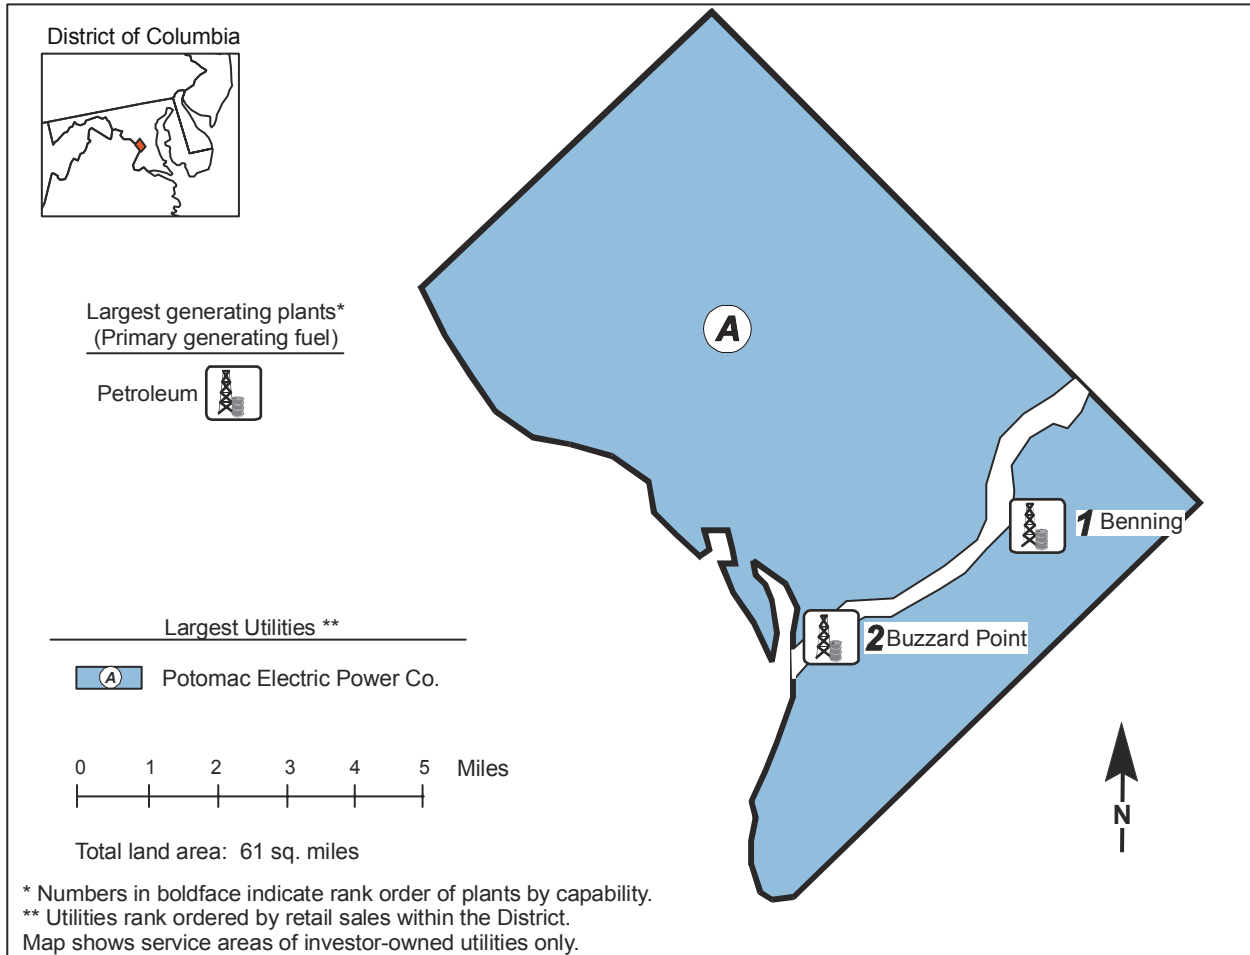 District of Columbia
Largest generating plants*
(Primary generating fuel)
Petroleum
A
1 Benning
2 Buzzard Point
Largest Utilities **
A Potomac Electric Power Co.
0 1 2 3 4 5 Miles
N
Total land area: 61 sq. miles
* Numbers in boldface indicate rank order of plants by capability.
** Utilities rank ordered by retail sales within the District.
Map shows service areas of investor-owned utilities only.